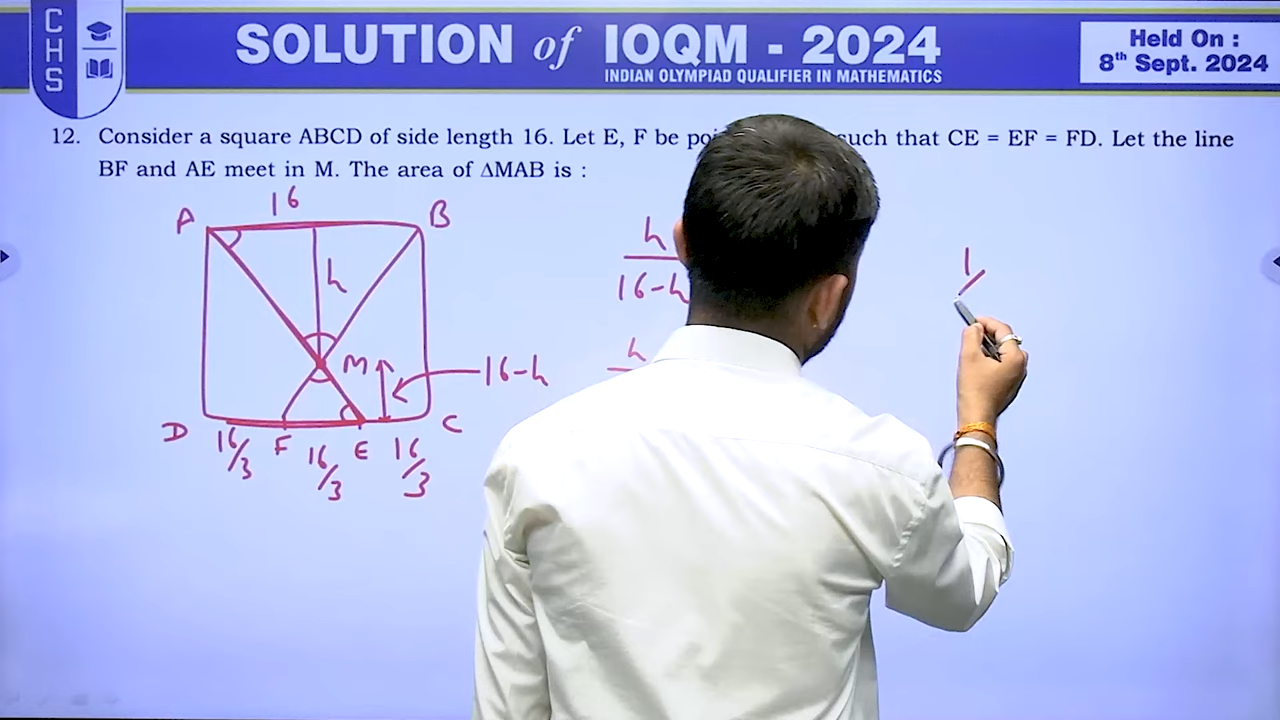 CHS
SOLUTION of IOQM - 2024
INDIAN OLYMPIAD QUALIFIER IN MATHEMATICS
Held On :
8th Sept. 2024
12. Consider a square ABCD of side length 16. Let E, F be such that CE = EF = FD. Let the line
BF and AE meet in M. The area of ΔMAB is :
16
A
B
h
M
16-h
D
F
E
C
16/3
16/3
16/3
h
16-h
h
1/